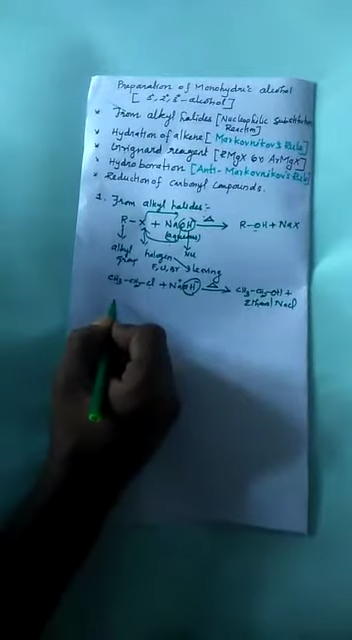 Preparation of Monohydric alcohol
[ 1°, 2°, 3° - alcohol ]
* From alkyl halides [Nucleophilic Substitution Reaction]
* Hydration of alkene [ Markovnikov's Rule]
* Grignard reagent [RMgX or ArMgX]
* Hydroboration [Anti-Markovnikov's Rule]
* Reduction of Carbonyl Compounds.
1. From alkyl halides:-
R-X + NaOH → Δ R-OH + NaX
(aqueous)
alkyl group halogen Nu
F, Cl, Br leaving
CH3-CH2-Cl + NaOH → Δ CH3-CH2-OH +
Ethanol NaCl